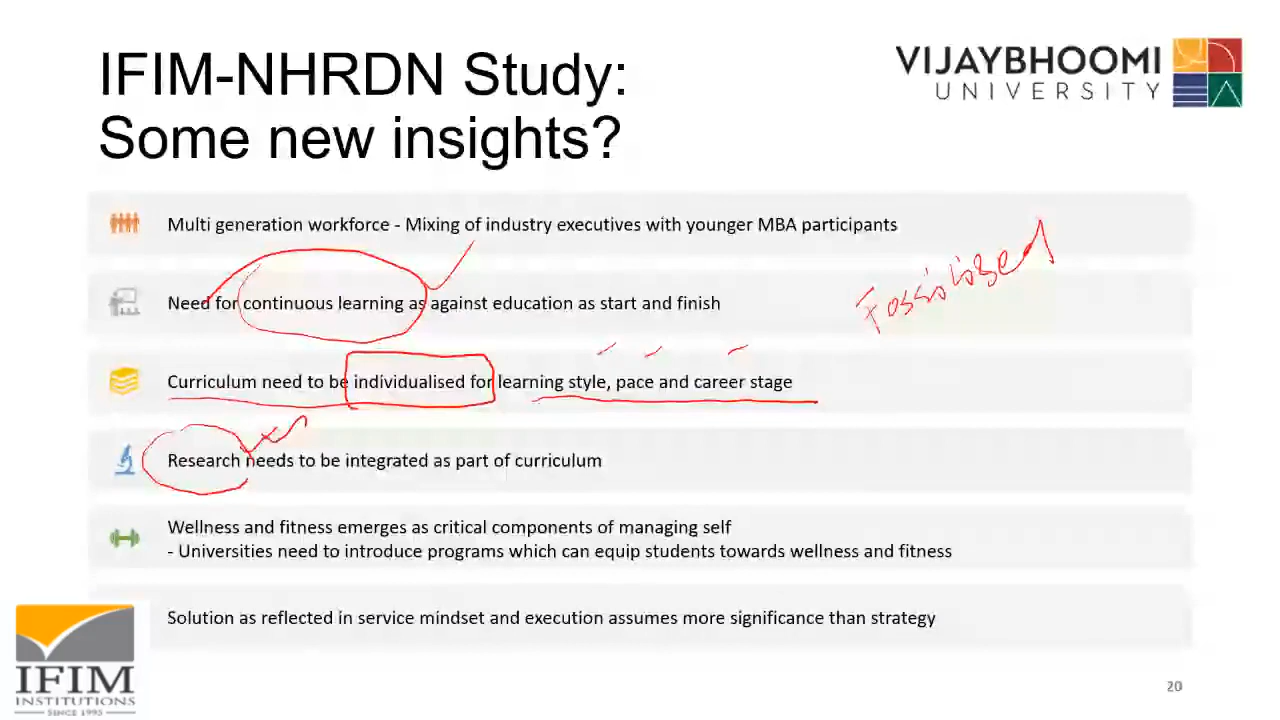 IFIM-NHRDN Study:
Some new insights?
VIJAYBHOOMI
UNIVERSITY
Multi generation workforce - Mixing of industry executives with younger MBA participants
Need for continuous learning as against education as start and finish
Fossiolised
Curriculum need to be individualised for learning style, pace and career stage
Research needs to be integrated as part of curriculum
Wellness and fitness emerges as critical components of managing self
- Universities need to introduce programs which can equip students towards wellness and fitness
Solution as reflected in service mindset and execution assumes more significance than strategy
IFIM
INSTITUTIONS
SINCE 1995
20